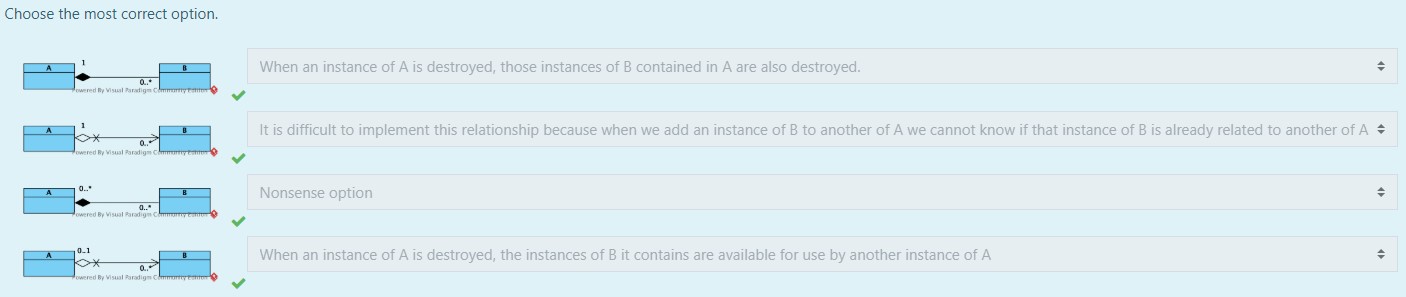 Choose the most correct option.
A 1 0..* B
Powered By Visual Paradigm Community Edition
When an instance of A is destroyed, those instances of B contained in A are also destroyed.
A 1 0..* B
Powered By Visual Paradigm Community Edition
It is difficult to implement this relationship because when we add an instance of B to another of A we cannot know if that instance of B is already related to another of A
A 0..* 0..* B
Powered By Visual Paradigm Community Edition
Nonsense option
A 0..1 0..* B
Powered By Visual Paradigm Community Edition
When an instance of A is destroyed, the instances of B it contains are available for use by another instance of A